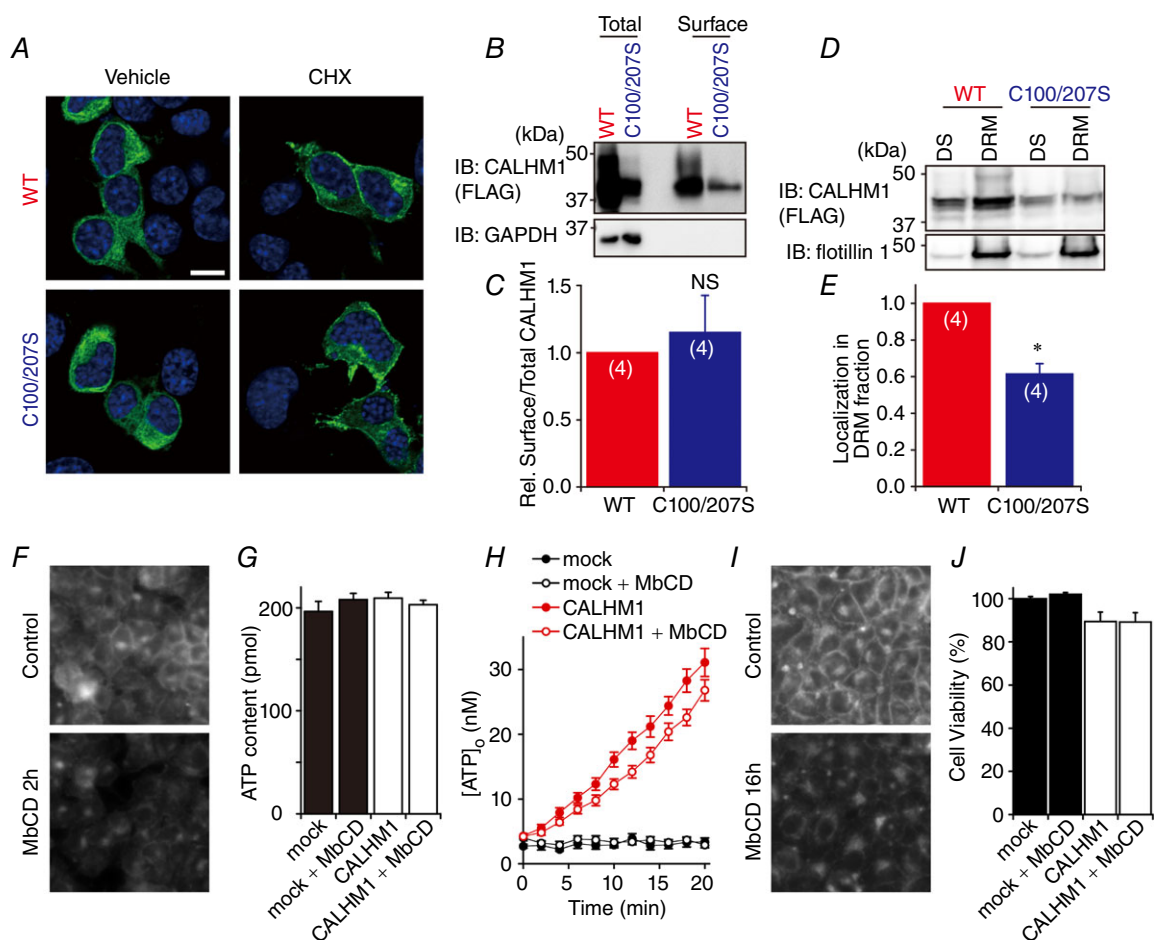 A
Vehicle
CHX
WT
C100/207S
B
Total
Surface
WT
C100/207S
WT
C100/207S
(kDa)
50
IB: CALHM1
(FLAG)
37
37
IB: GAPDH
C
Rel. Surface/Total CALHM1
1.5
1.0
0.5
0.0
NS
(4)
(4)
WT
C100/207S
D
WT
C100/207S
DS
DRM
DS
DRM
(kDa)
50
IB: CALHM1
(FLAG)
37
50
IB: flotillin 1
E
Localization in
DRM fraction
1.0
0.8
0.6
0.4
0.2
0.0
(4)
*
(4)
WT
C100/207S
F
Control
MbCD 2h
G
ATP content (pmol)
200
100
0
mock
mock + MbCD
CALHM1
CALHM1 + MbCD
H
mock
mock + MbCD
CALHM1
CALHM1 + MbCD
[ATP]o (nM)
30
20
10
0
0
5
10
15
20
Time (min)
I
Control
MbCD 16h
J
Cell Viability (%)
100
80
60
40
20
0
mock
mock + MbCD
CALHM1
CALHM1 + MbCD